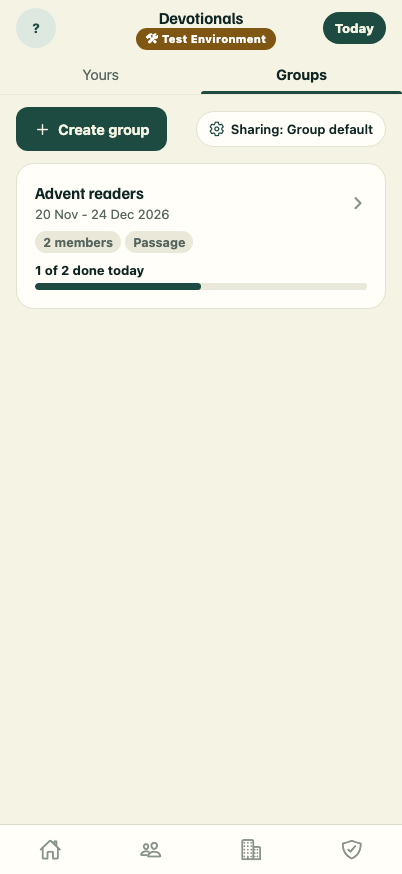 ?
Devotionals
🛠 Test Environment
Today
Yours
Groups
+ Create group
Sharing: Group default
Advent readers
20 Nov - 24 Dec 2026
2 members
Passage
1 of 2 done today